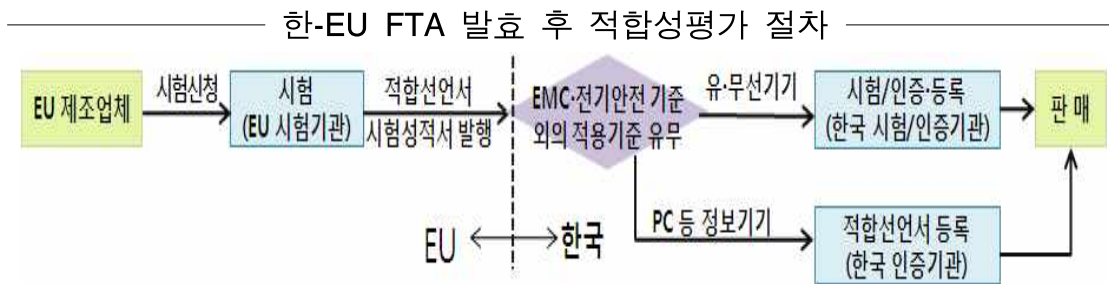 한-EU FTA 발효 후 적합성평가 절차
EU 제조업체
시험신청
시험
(EU 시험기관)
적합선언서
시험성적서 발행
EMC·전기안전 기준
외의 적용기준 유무
유·무선기기
시험/인증·등록
(한국 시험/인증기관)
판매
PC 등 정보기기
적합선언서 등록
(한국 인증기관)
EU
한국